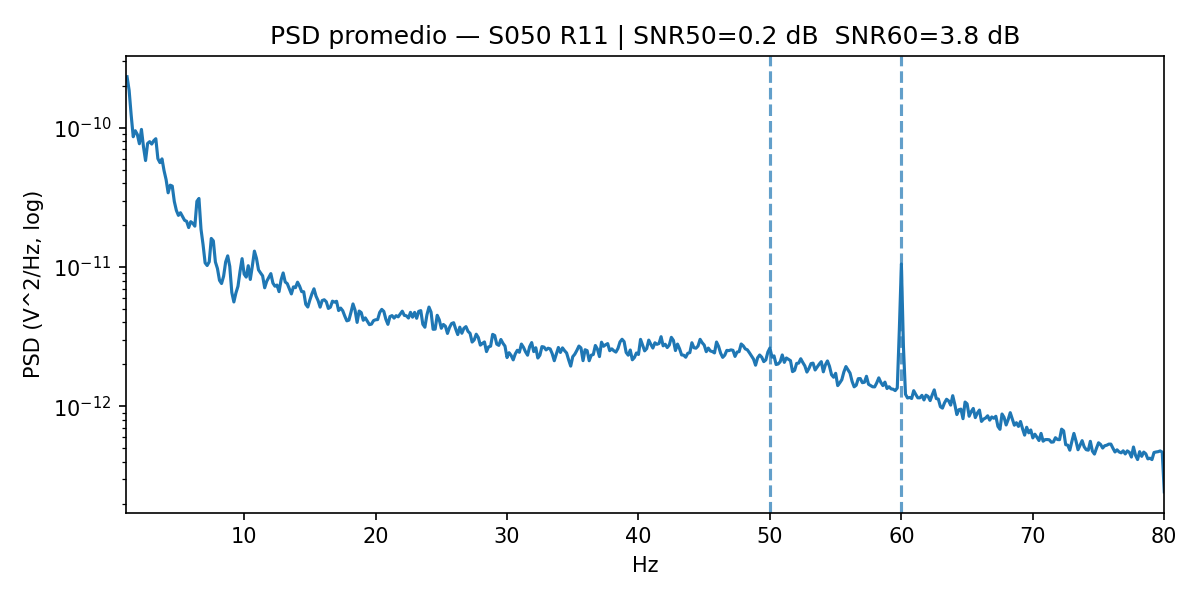 PSD promedio — S050 R11 | SNR50=0.2 dB  SNR60=3.8 dB
PSD (V^2/Hz, log)
10⁻¹⁰
10⁻¹¹
10⁻¹²
10 20 30 40 50 60 70 80
Hz